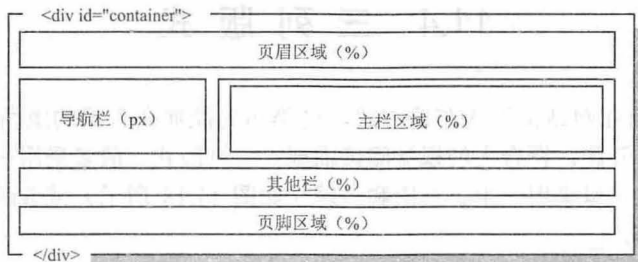 <div id="container">
页眉区域（%）
导航栏（px）
主栏区域（%）
其他栏（%）
页脚区域（%）
</div>